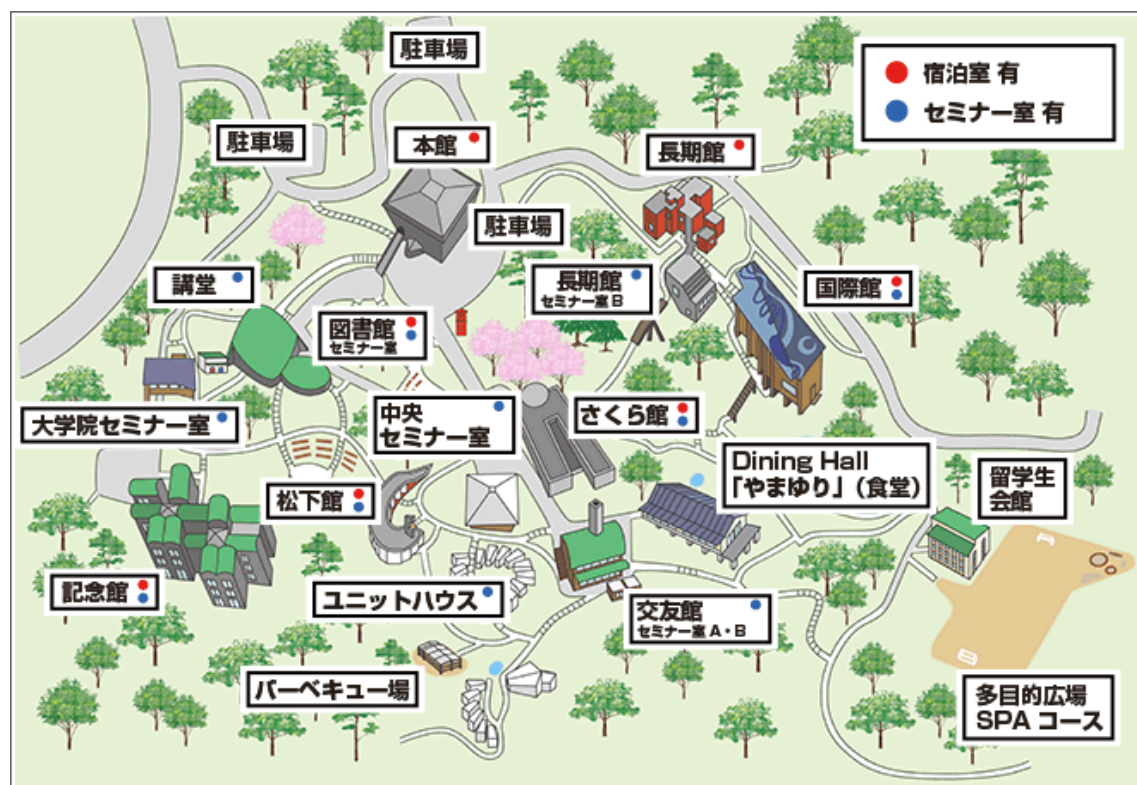 駐車場
宿泊室 有
セミナー室 有
駐車場
本館
長期館
駐車場
講堂
長期館
セミナー室 B
国際館
図書館
セミナー室
大学院セミナー室
中央
セミナー室
さくら館
Dining Hall
「やまゆり」(食堂)
留学生
会館
松下館
記念館
ユニットハウス
交友館
セミナー室 A・B
バーベキュー場
多目的広場
SPA コース